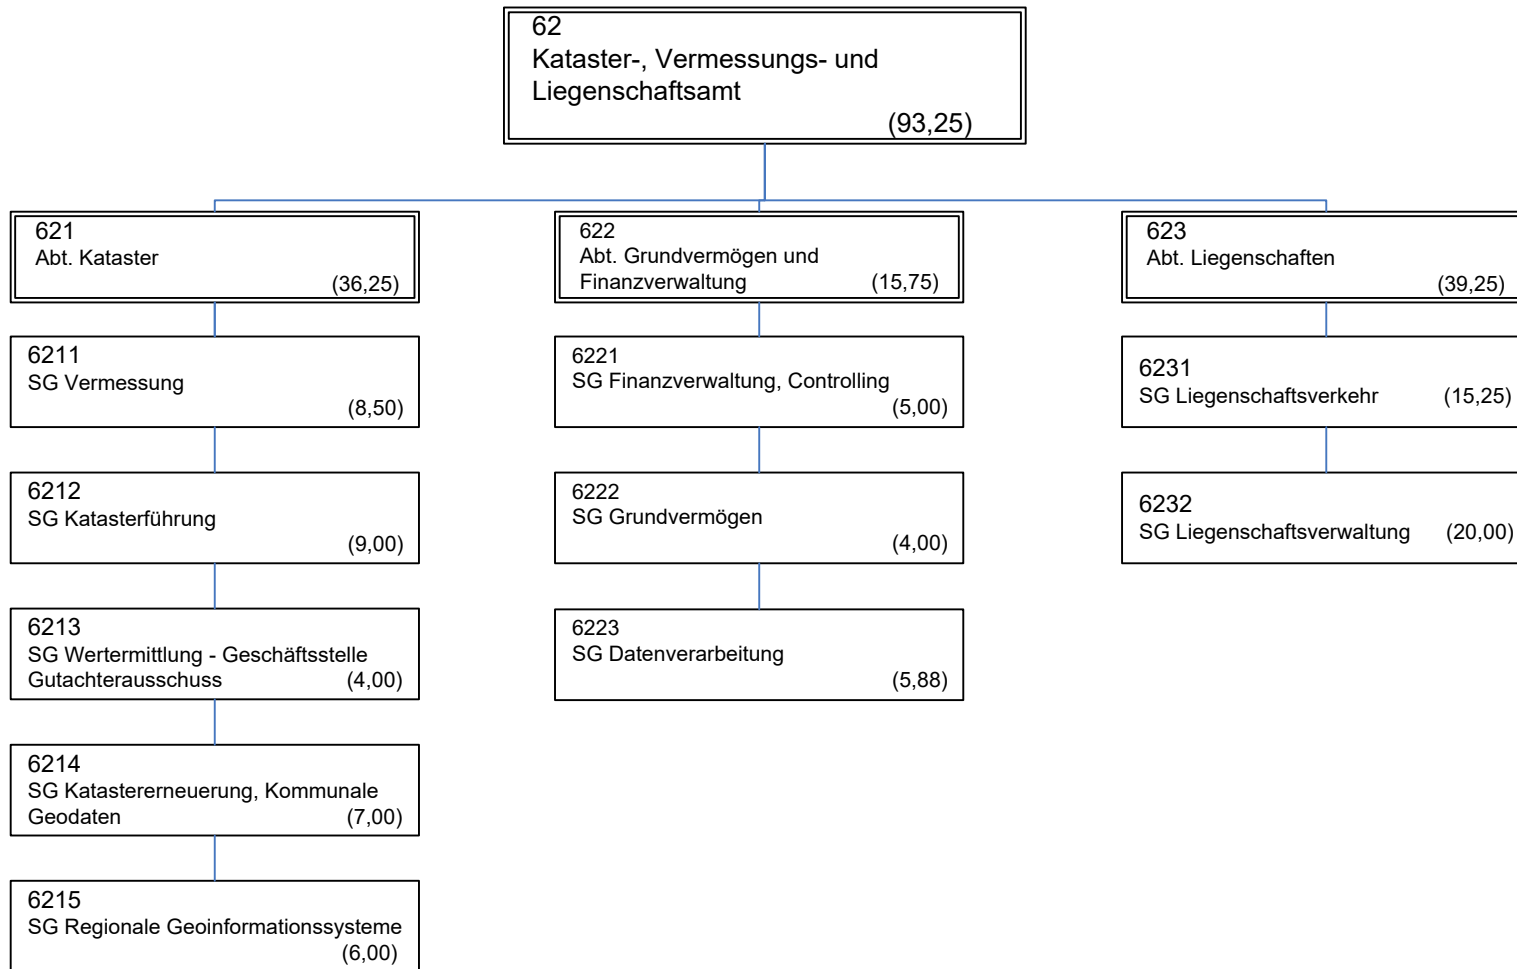 62
Kataster-, Vermessungs- und
Liegenschaftsamt
(93,25)
621
Abt. Kataster
(36,25)
622
Abt. Grundvermögen und
Finanzverwaltung (15,75)
623
Abt. Liegenschaften
(39,25)
6211
SG Vermessung
(8,50)
6221
SG Finanzverwaltung, Controlling
(5,00)
6231
SG Liegenschaftsverkehr (15,25)
6212
SG Katasterführung
(9,00)
6222
SG Grundvermögen
(4,00)
6232
SG Liegenschaftsverwaltung (20,00)
6213
SG Wertermittlung - Geschäftsstelle
Gutachterausschuss (4,00)
6223
SG Datenverarbeitung
(5,88)
6214
SG Katastererneuerung, Kommunale
Geodaten (7,00)
6215
SG Regionale Geoinformationssysteme
(6,00)